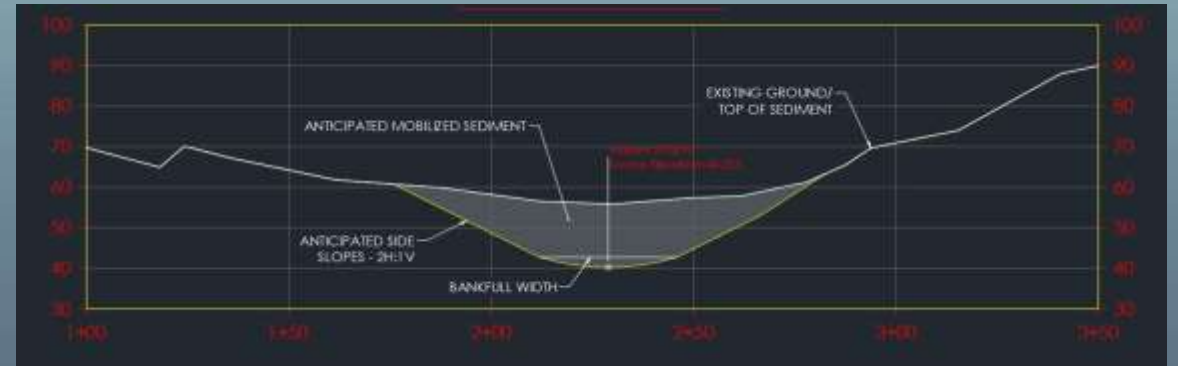 100 100
90 90
80 80
70 70
60 60
50 50
40 40
30 30
EXISTING GROUND/
TOP OF SEDIMENT
ANTICIPATED MOBILIZED SEDIMENT
ANTICIPATED SIDE
SLOPES - 2H:1V
BANKFULL WIDTH
1+00 1+50 2+00 2+50 3+00 3+50